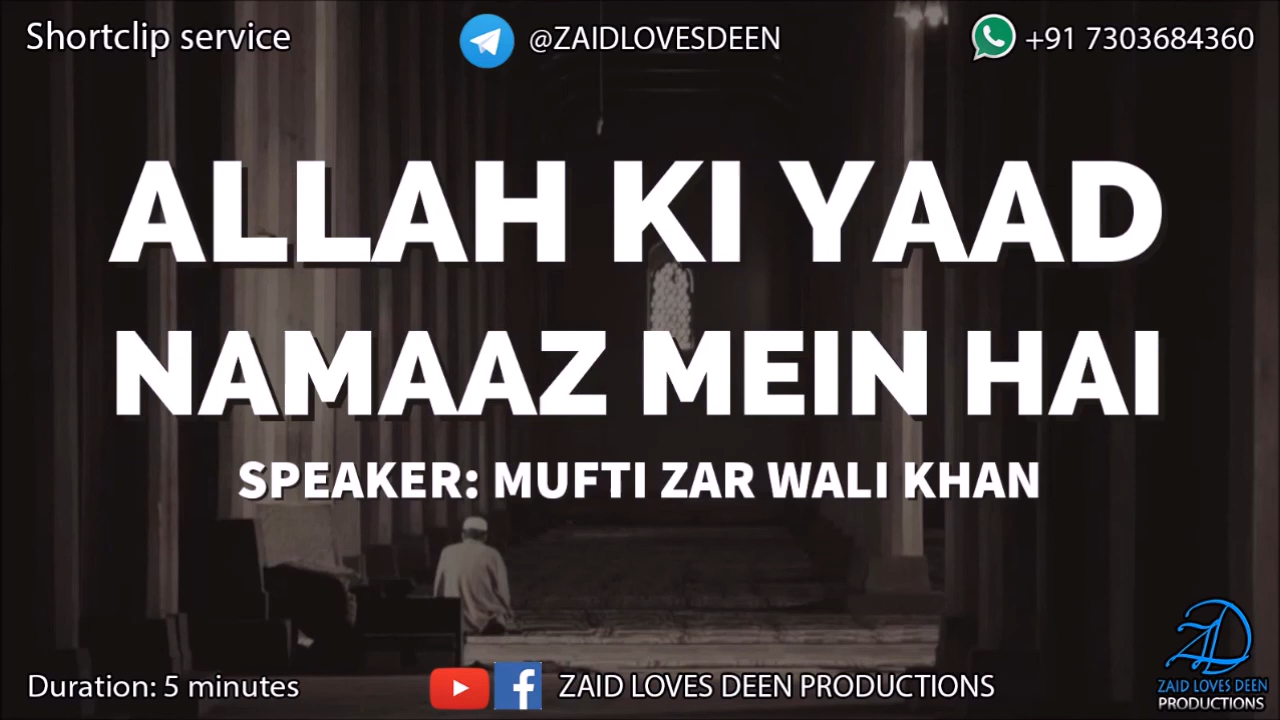 Shortclip service
@ZAIDLOVESDEEN
+91 7303684360
ALLAH KI YAAD
NAMAAZ MEIN HAI
SPEAKER: MUFTI ZAR WALI KHAN
Duration: 5 minutes
ZAID LOVES DEEN PRODUCTIONS
ZLD
ZAID LOVES DEEN
PRODUCTIONS